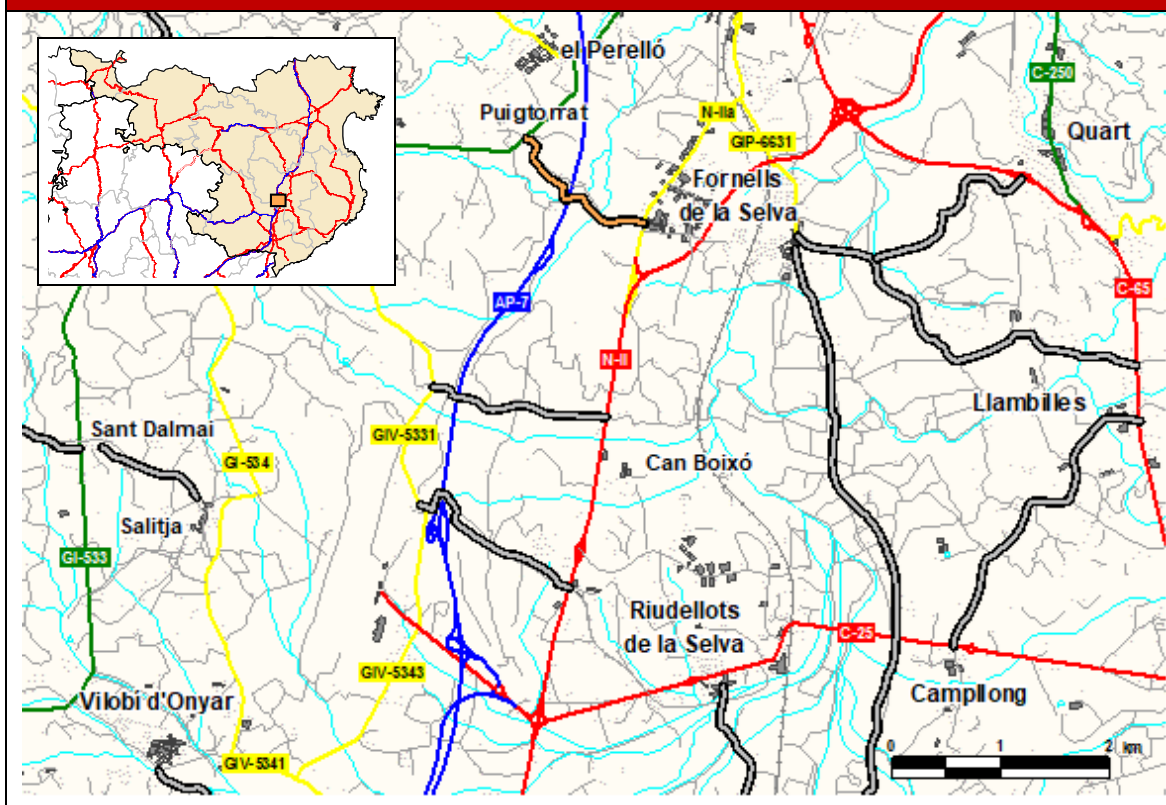 el Perelló
C-250
Puigtorrat
N-IIa
Quart
GIP-6631
Fornells
de la Selva
AP-7
C-65
N-II
Llambilles
Sant Dalmai
GIV-5331
Can Boixó
GI-534
Salitja
GI-533
Riudellots
de la Selva
C-25
GIV-5343
Vilobi d'Onyar
Campllong
GIV-5341
0 1 2 km